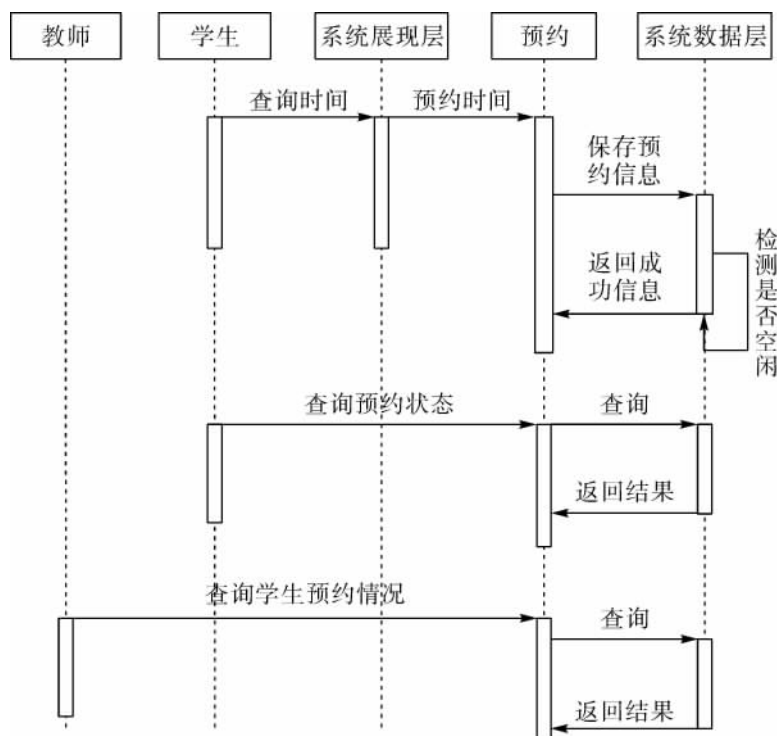 教师
学生
系统展现层
预约
系统数据层
查询时间
预约时间
保存预
约信息
返回成
功信息
检测是否空闲
查询预约状态
查询
返回结果
查询学生预约情况
查询
返回结果